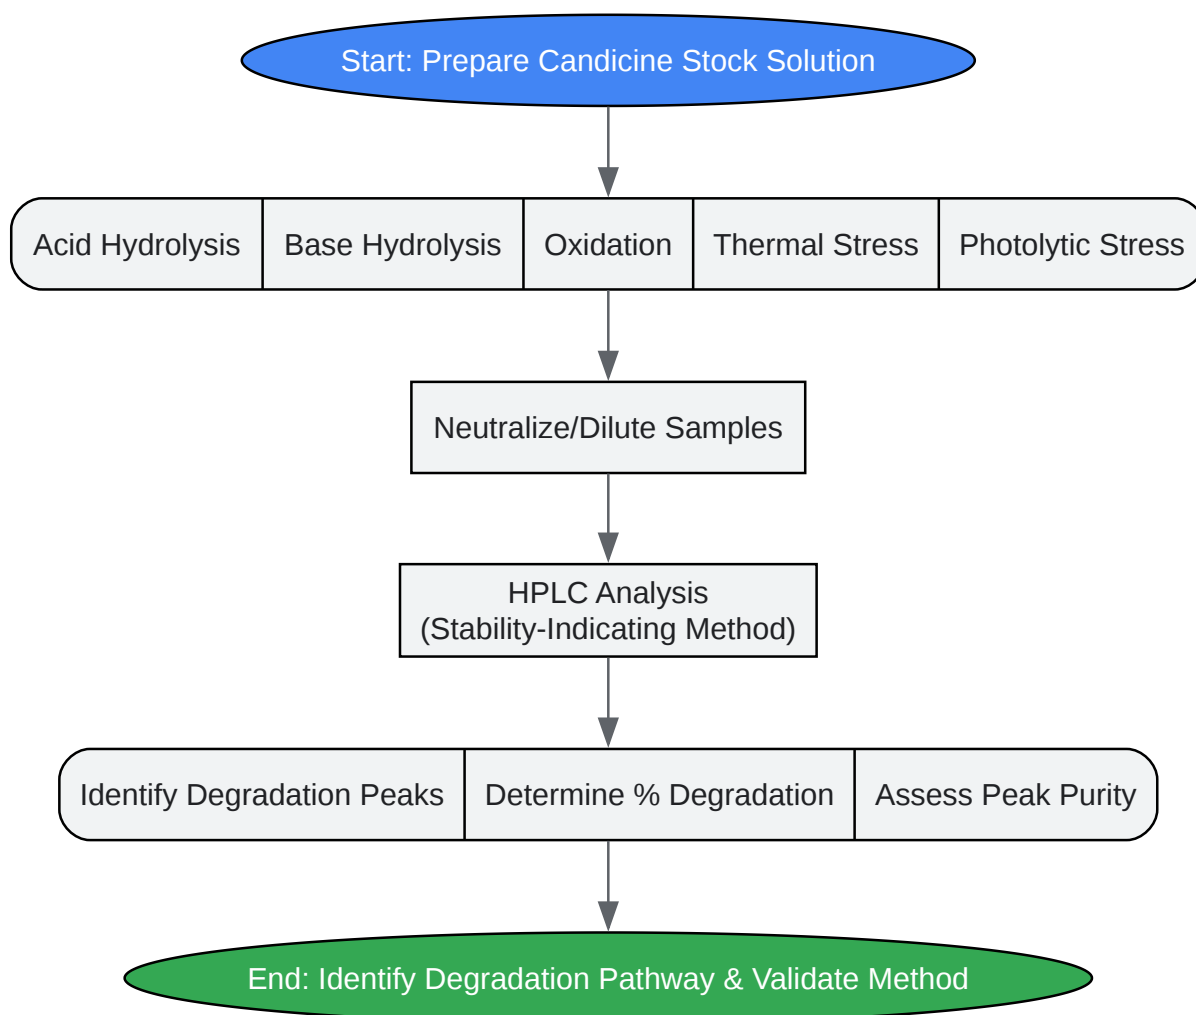 Start: Prepare Candicine Stock Solution
Acid Hydrolysis
Base Hydrolysis
Oxidation
Thermal Stress
Photolytic Stress
Neutralize/Dilute Samples
HPLC Analysis
(Stability-Indicating Method)
Identify Degradation Peaks
Determine % Degradation
Assess Peak Purity
End: Identify Degradation Pathway & Validate Method